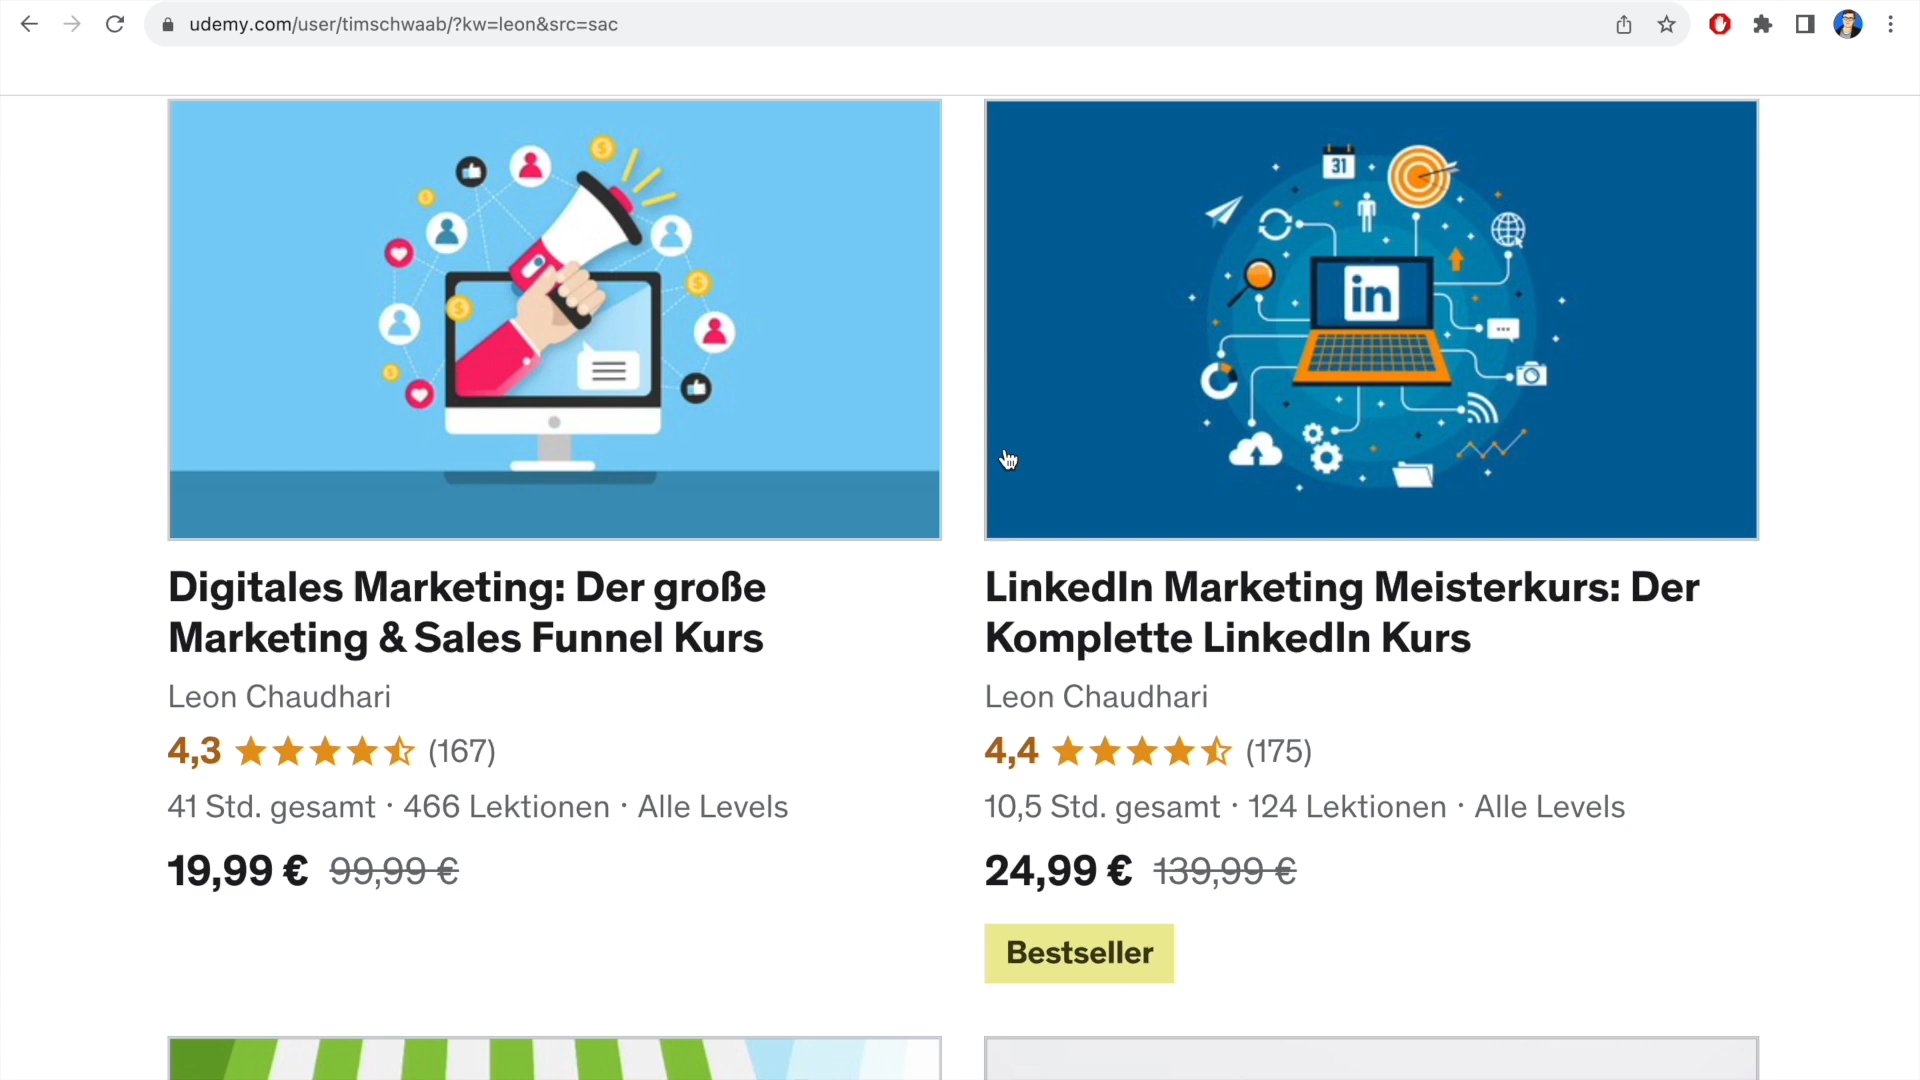 udemy.com/user/timschwaab/?kw=leon&src=sac
31
in
Digitales Marketing: Der große
Marketing & Sales Funnel Kurs
Leon Chaudhari
4,3 (167)
41 Std. gesamt · 466 Lektionen · Alle Levels
19,99 € 99,99 €
LinkedIn Marketing Meisterkurs: Der
Komplette LinkedIn Kurs
Leon Chaudhari
4,4 (175)
10,5 Std. gesamt · 124 Lektionen · Alle Levels
24,99 € 139,99 €
Bestseller